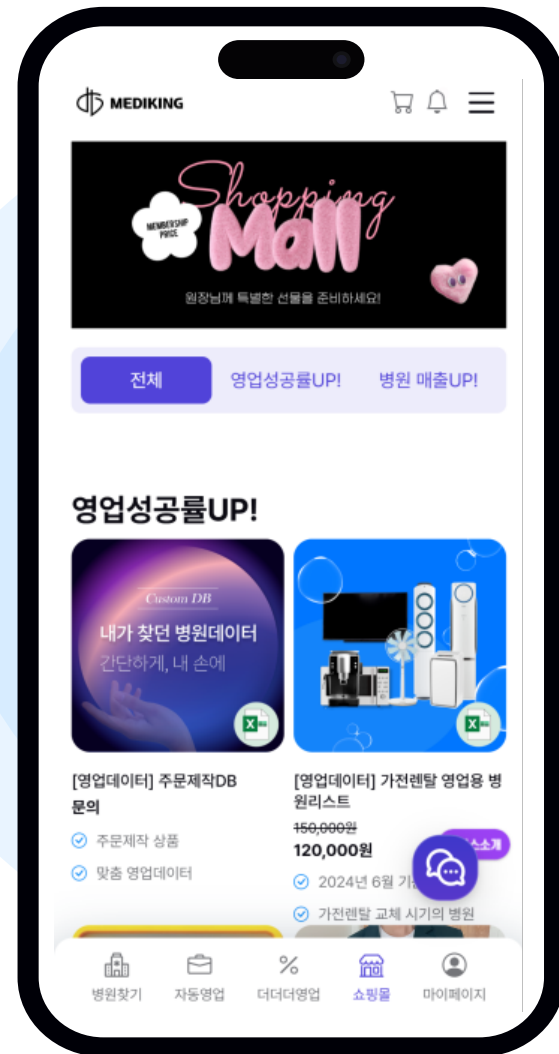 MEDIKING
Shopping
Mall
MEMBERSHIP
PRICE
원장님께 특별한 선물을 준비하세요!
전체 영업성공률UP! 병원 매출UP!
영업성공률UP!
Custom DB
내가 찾던 병원데이터
간단하게, 내 손에
[영업데이터] 주문제작DB
문의
주문제작 상품
맞춤 영업데이터
[영업데이터] 가전렌탈 영업용 병
원리스트
150,000원
120,000원
2024년 6월
가전렌탈 교체 시기의 병원
스소개
병원찾기 자동영업 더더더영업 쇼핑몰 마이페이지